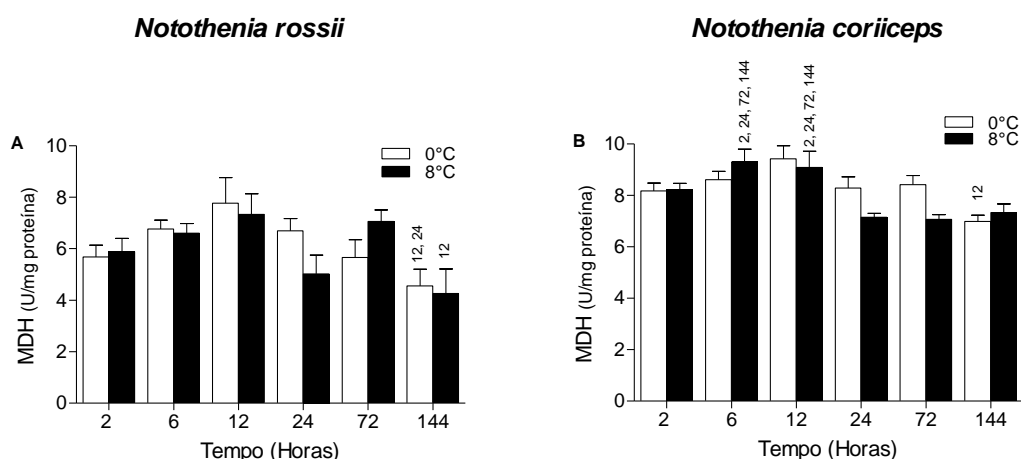 Notothenia rossii
A
MDH (U/mg proteína)
10
8
6
4
2
0
0°C
8°C
12, 24
12
2 6 12 24 72 144
Tempo (Horas)
Notothenia coriiceps
B
MDH (U/mg proteína)
10
8
6
4
2
0
2, 24, 72, 144
2, 24, 72, 144
0°C
8°C
12
2 6 12 24 72 144
Tempo (Horas)